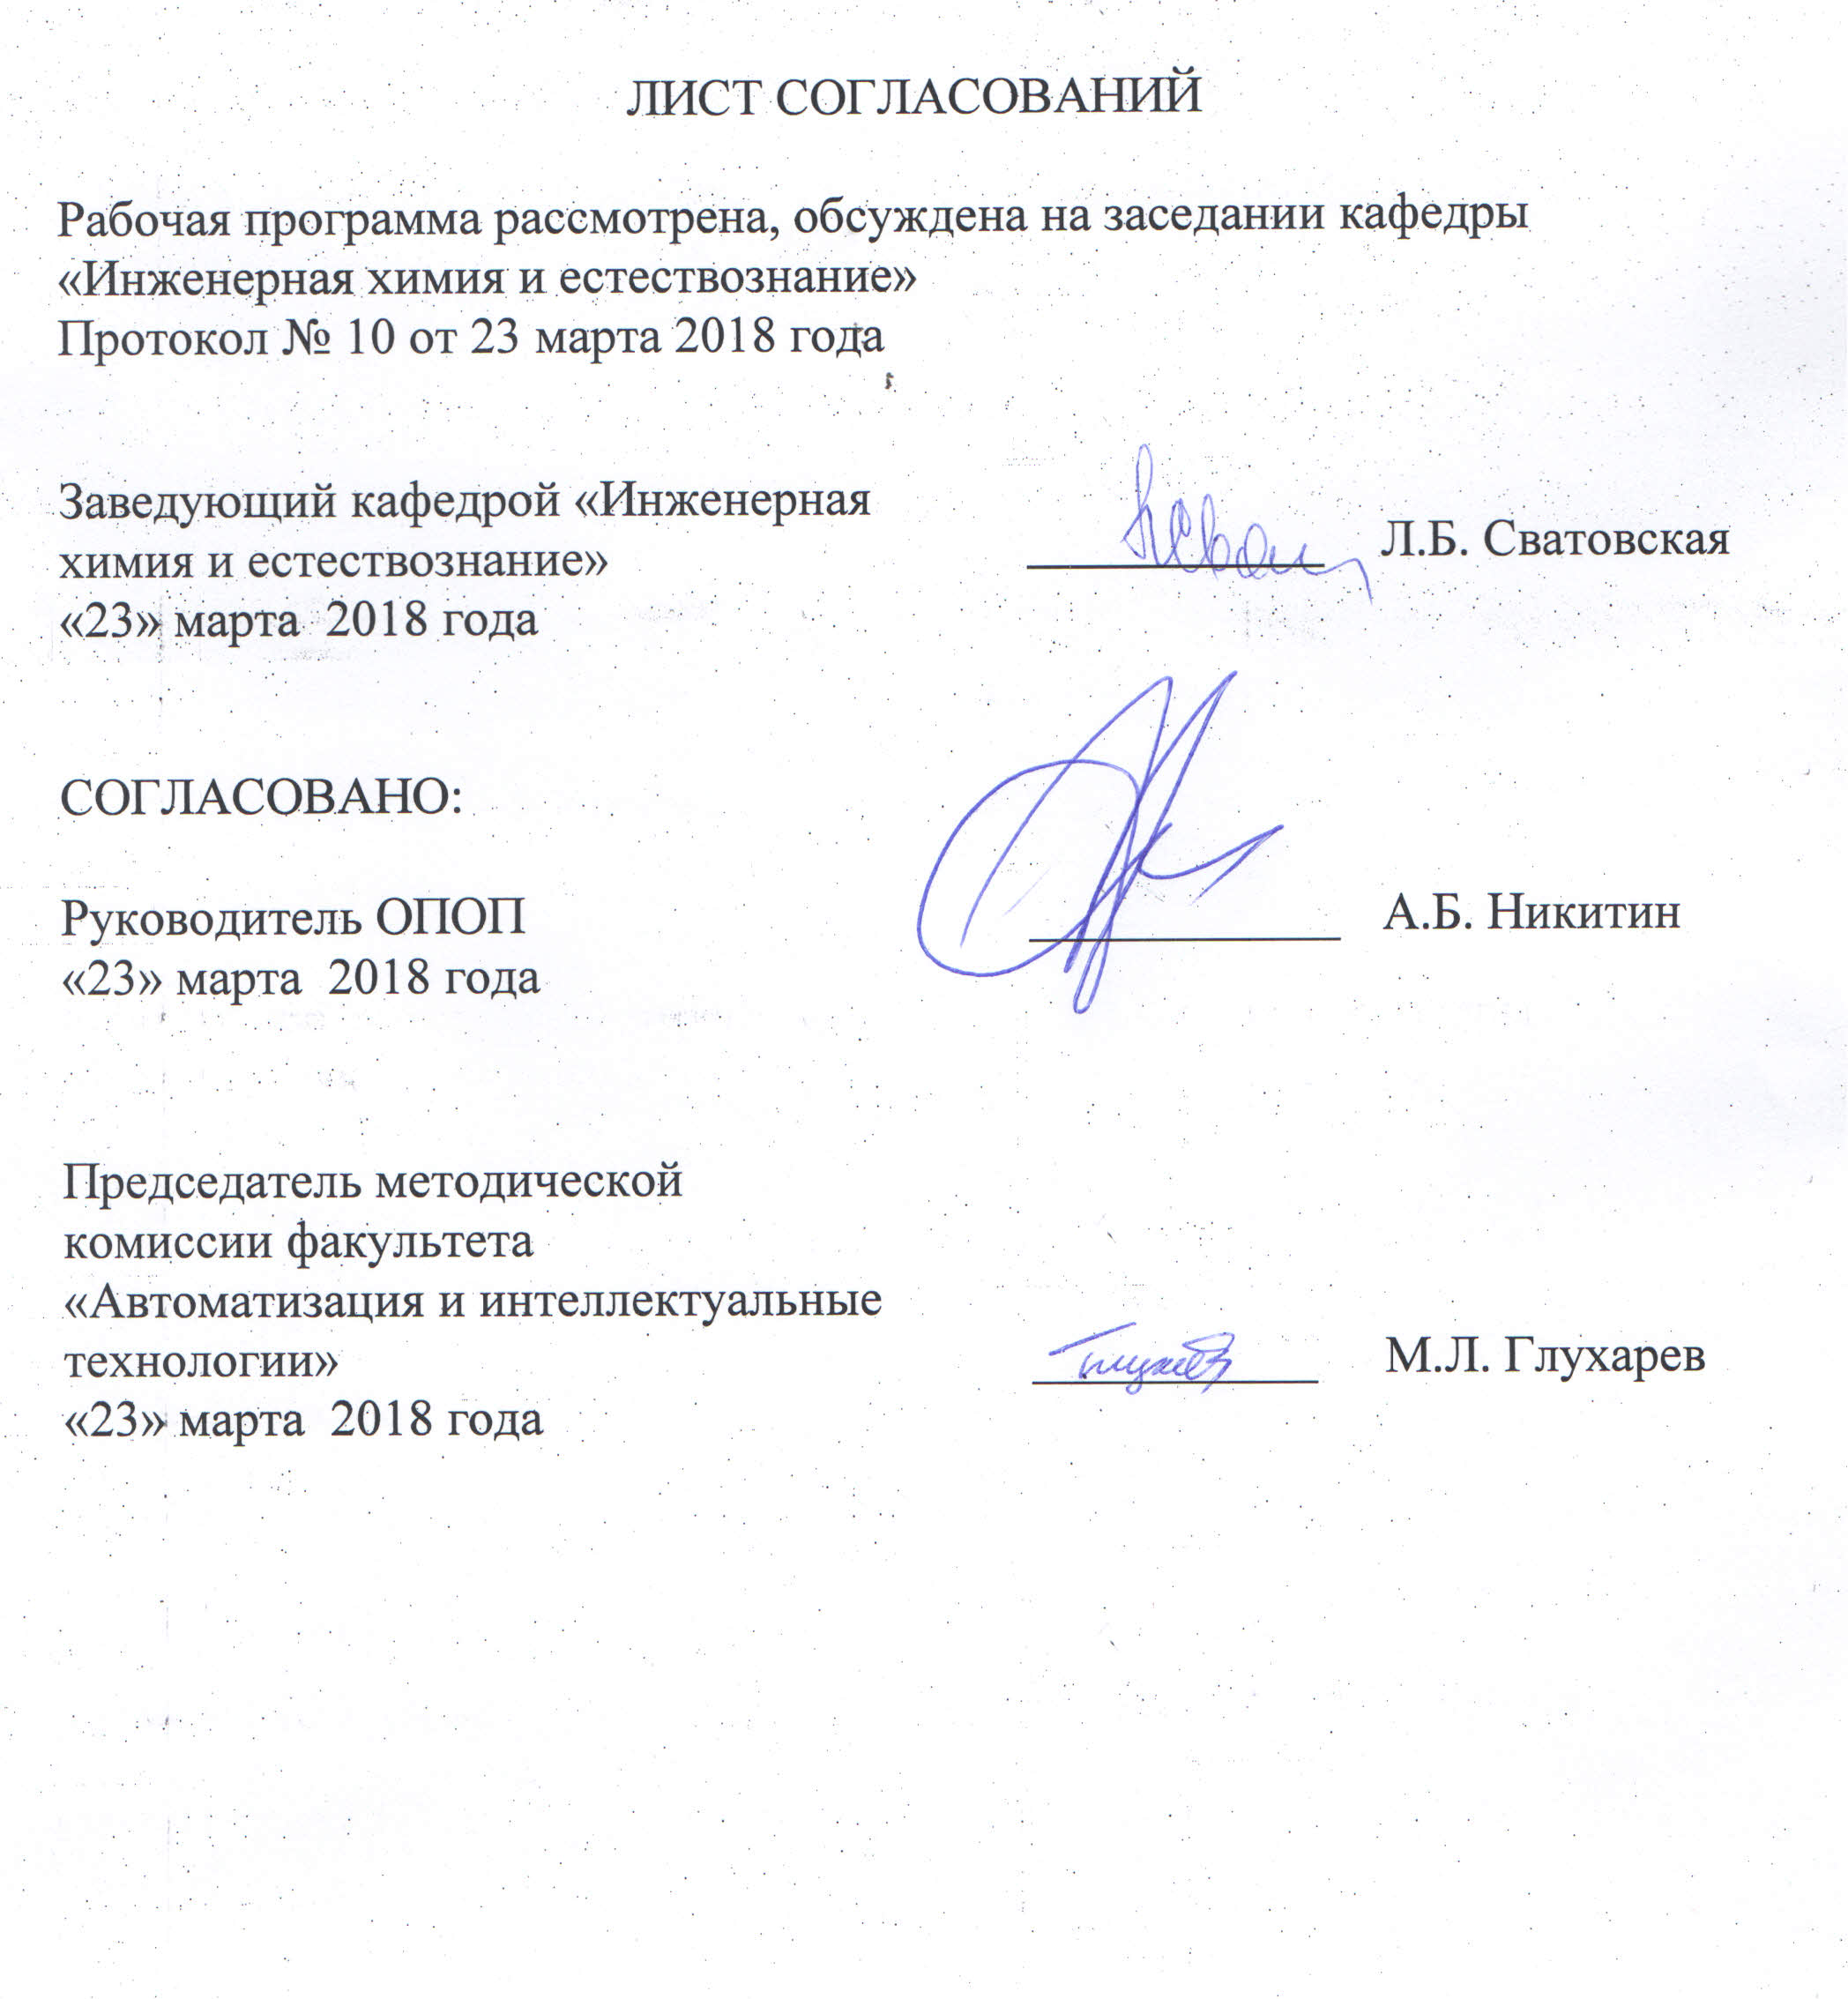 ЛИСТ СОГЛАСОВАНИЙ
Рабочая программа рассмотрена, обсуждена на заседании кафедры
«Инженерная химия и естествознание»
Протокол № 10 от 23 марта 2018 года
Заведующий кафедрой «Инженерная
химия и естествознание»
Л.Б. Сватовская
«23» марта 2018 года
СОГЛАСОВАНО:
Руководитель ОПОП
А.Б. Никитин
«23» марта 2018 года
Председатель методической
комиссии факультета
«Автоматизация и интеллектуальные
технологии»
М.Л. Глухарев
«23» марта 2018 года